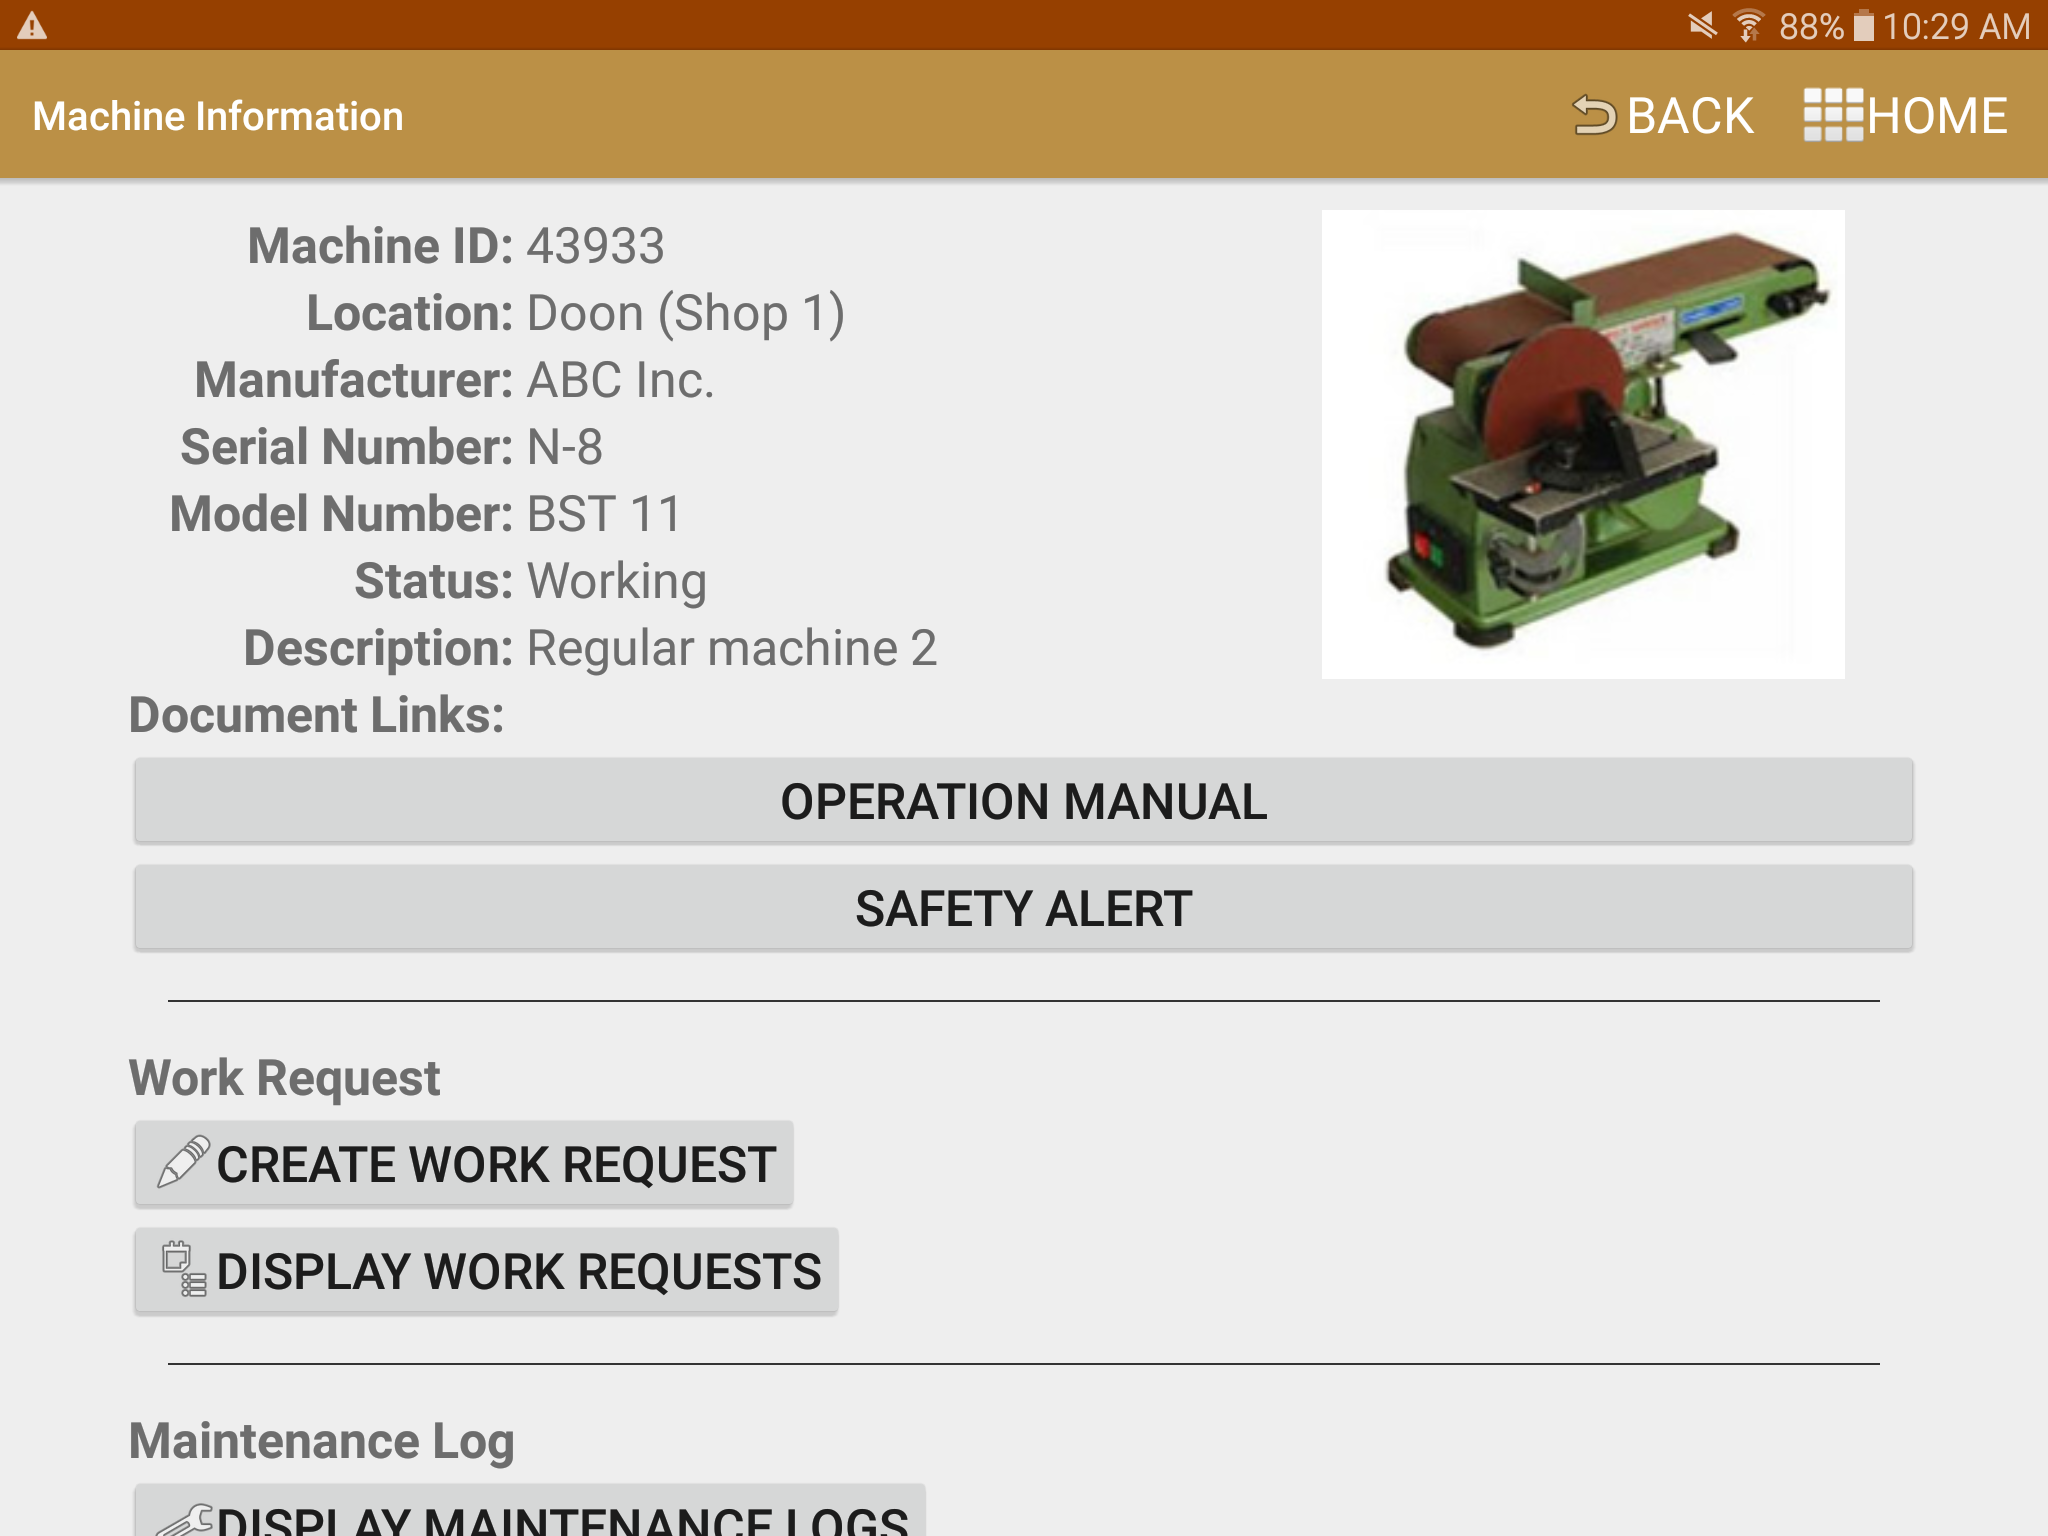 88% 10:29 AM
Machine Information
BACK
HOME
Machine ID: 43933
Location: Doon (Shop 1)
Manufacturer: ABC Inc.
Serial Number: N-8
Model Number: BST 11
Status: Working
Description: Regular machine 2
Document Links:
OPERATION MANUAL
SAFETY ALERT
Work Request
CREATE WORK REQUEST
DISPLAY WORK REQUESTS
Maintenance Log
DISPLAY MAINTENANCE LOGS